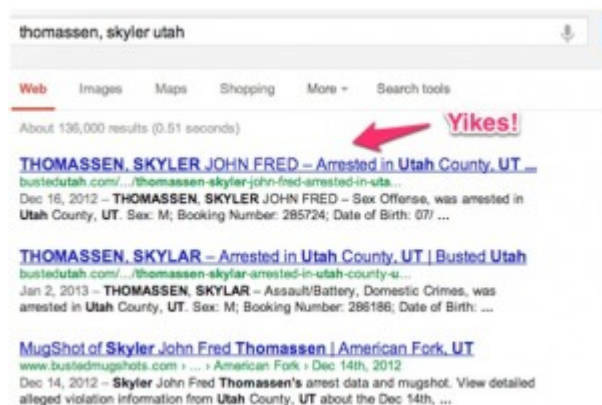 thomassen, skyler utah
Web Images Maps Shopping More Search tools
About 136,000 results (0.51 seconds)
Yikes!
THOMASSEN, SKYLER JOHN FRED – Arrested in Utah County, UT ...
bustedutah.com/.../thomassen-skyler-john-fred-arrested-in-uta...
Dec 16, 2012 – THOMASSEN, SKYLER JOHN FRED – Sex Offense, was arrested in
Utah County, UT. Sex: M; Booking Number: 285724; Date of Birth: 07/ ...
THOMASSEN, SKYLAR – Arrested in Utah County, UT | Busted Utah
bustedutah.com/.../thomassen-skylar-arrested-in-utah-county-u...
Jan 2, 2013 – THOMASSEN, SKYLAR – Assault/Battery, Domestic Crimes, was
arrested in Utah County, UT. Sex: M; Booking Number: 286186; Date of Birth: ...
MugShot of Skyler John Fred Thomassen | American Fork, UT
www.bustedmugshots.com › ... › American Fork › Dec 14th, 2012
Dec 14, 2012 – Skyler John Fred Thomassen's arrest data and mugshot. View detailed
alleged violation information from Utah County, UT about the Dec 14th, ...